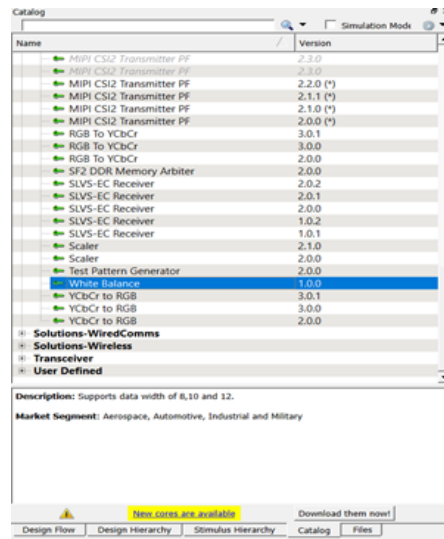 Catalog
Simulation Mode
Name Version
MIPI CSI2 Transmitter PF 2.3.0
MIPI CSI2 Transmitter PF 2.3.0
MIPI CSI2 Transmitter PF 2.2.0 (*)
MIPI CSI2 Transmitter PF 2.1.1 (*)
MIPI CSI2 Transmitter PF 2.1.0 (*)
MIPI CSI2 Transmitter PF 2.0.0 (*)
RGB To YCbCr 3.0.1
RGB To YCbCr 3.0.0
RGB To YCbCr 2.0.0
SF2 DDR Memory Arbiter 2.0.0
SLVS-EC Receiver 2.0.2
SLVS-EC Receiver 2.0.1
SLVS-EC Receiver 2.0.0
SLVS-EC Receiver 1.0.2
SLVS-EC Receiver 1.0.1
Scaler 2.1.0
Scaler 2.0.0
Test Pattern Generator 2.0.0
White Balance 1.0.0
YCbCr to RGB 3.0.1
YCbCr to RGB 3.0.0
YCbCr to RGB 2.0.0
Solutions-WiredComms
Solutions-Wireless
Transceiver
User Defined
Description: Supports data width of 8,10 and 12.
Market Segment: Aerospace, Automotive, Industrial and Military
New cores are available Download them now!
Design Flow Design Hierarchy Stimulus Hierarchy Catalog Files